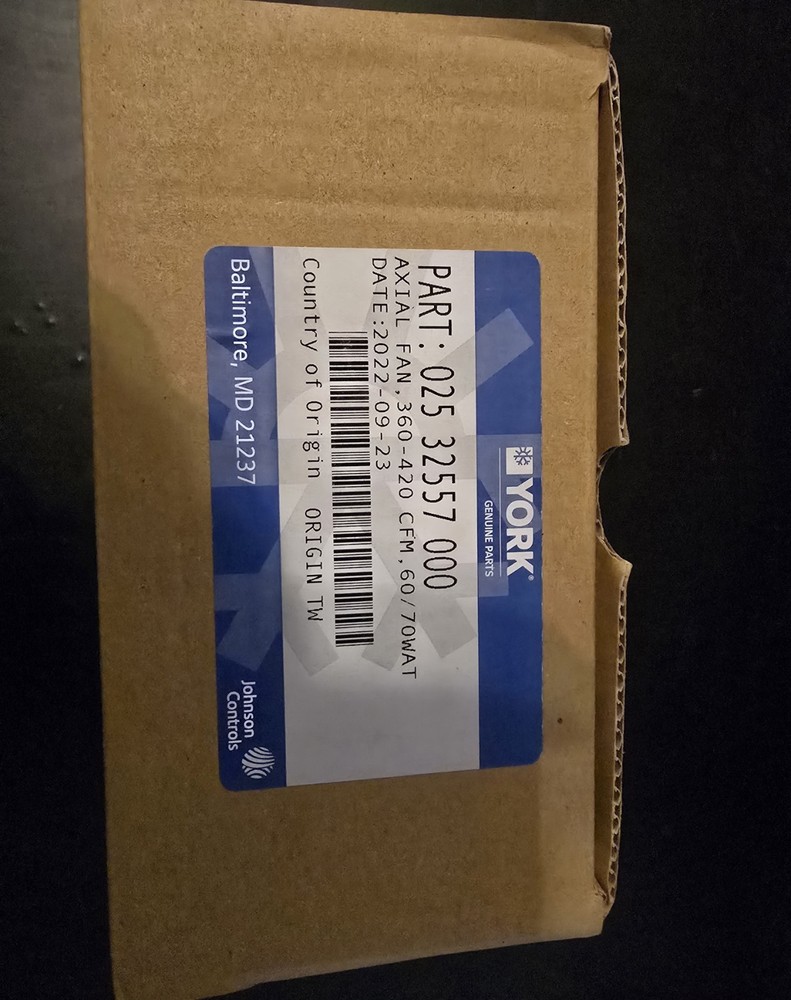 YORK®
GENUINE PARTS
PART: 025 32557 000
AXIAL FAN,360-420 CFM,60/70WAT
DATE:2022-09-23
Country of Origin ORIGIN TW
Baltimore, MD 21237
Johnson
Controls